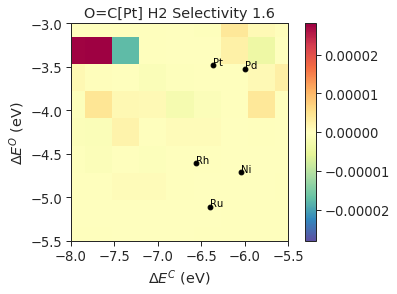 O=C[Pt] H2 Selectivity 1.6
−3.0
−3.5
−4.0
−4.5
−5.0
−5.5
ΔE^O (eV)
Pt
Pd
Rh
Ni
Ru
−8.0 −7.5 −7.0 −6.5 −6.0 −5.5
ΔE^C (eV)
0.00002
0.00001
0.00000
−0.00001
−0.00002